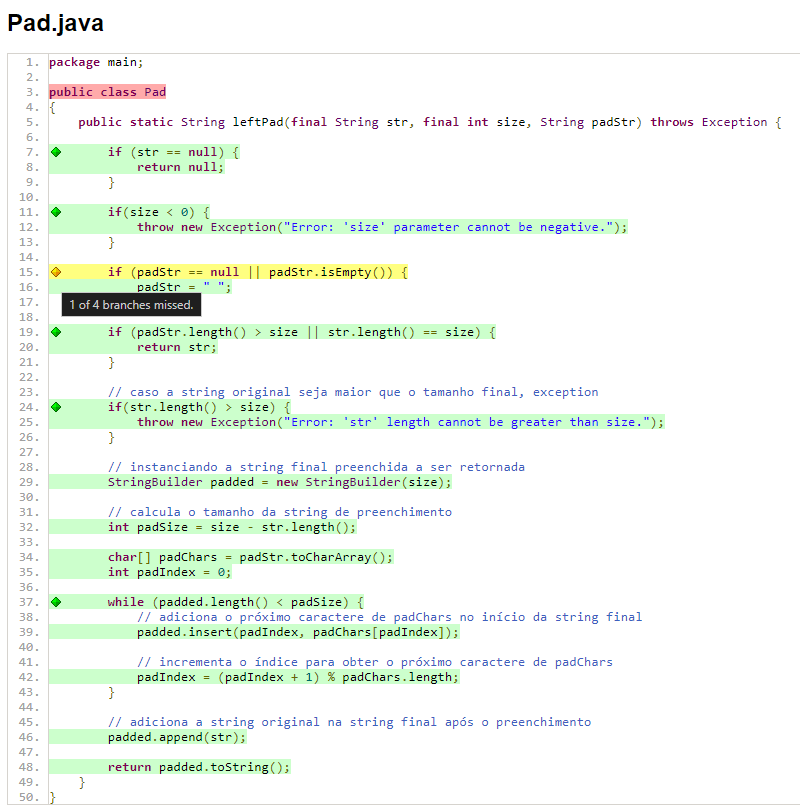 Pad.java
1. package main;
2.
3. public class Pad
4. {
5. public static String leftPad(final String str, final int size, String padStr) throws Exception {
6.
7. if (str == null) {
8. return null;
9. }
10.
11. if(size < 0) {
12. throw new Exception("Error: 'size' parameter cannot be negative.");
13. }
14.
15. if (padStr == null || padStr.isEmpty()) {
16. padStr = " ";
17. 1 of 4 branches missed.
18.
19. if (padStr.length() > size || str.length() == size) {
20. return str;
21. }
22.
23. // caso a string original seja maior que o tamanho final, exception
24. if(str.length() > size) {
25. throw new Exception("Error: 'str' length cannot be greater than size.");
26. }
27.
28. // instanciando a string final preenchida a ser retornada
29. StringBuilder padded = new StringBuilder(size);
30.
31. // calcula o tamanho da string de preenchimento
32. int padSize = size - str.length();
33.
34. char[] padChars = padStr.toCharArray();
35. int padIndex = 0;
36.
37. while (padded.length() < padSize) {
38. // adiciona o próximo caractere de padChars no início da string final
39. padded.insert(padIndex, padChars[padIndex]);
40.
41. // incrementa o índice para obter o próximo caractere de padChars
42. padIndex = (padIndex + 1) % padChars.length;
43. }
44.
45. // adiciona a string original na string final após o preenchimento
46. padded.append(str);
47.
48. return padded.toString();
49. }
50. }